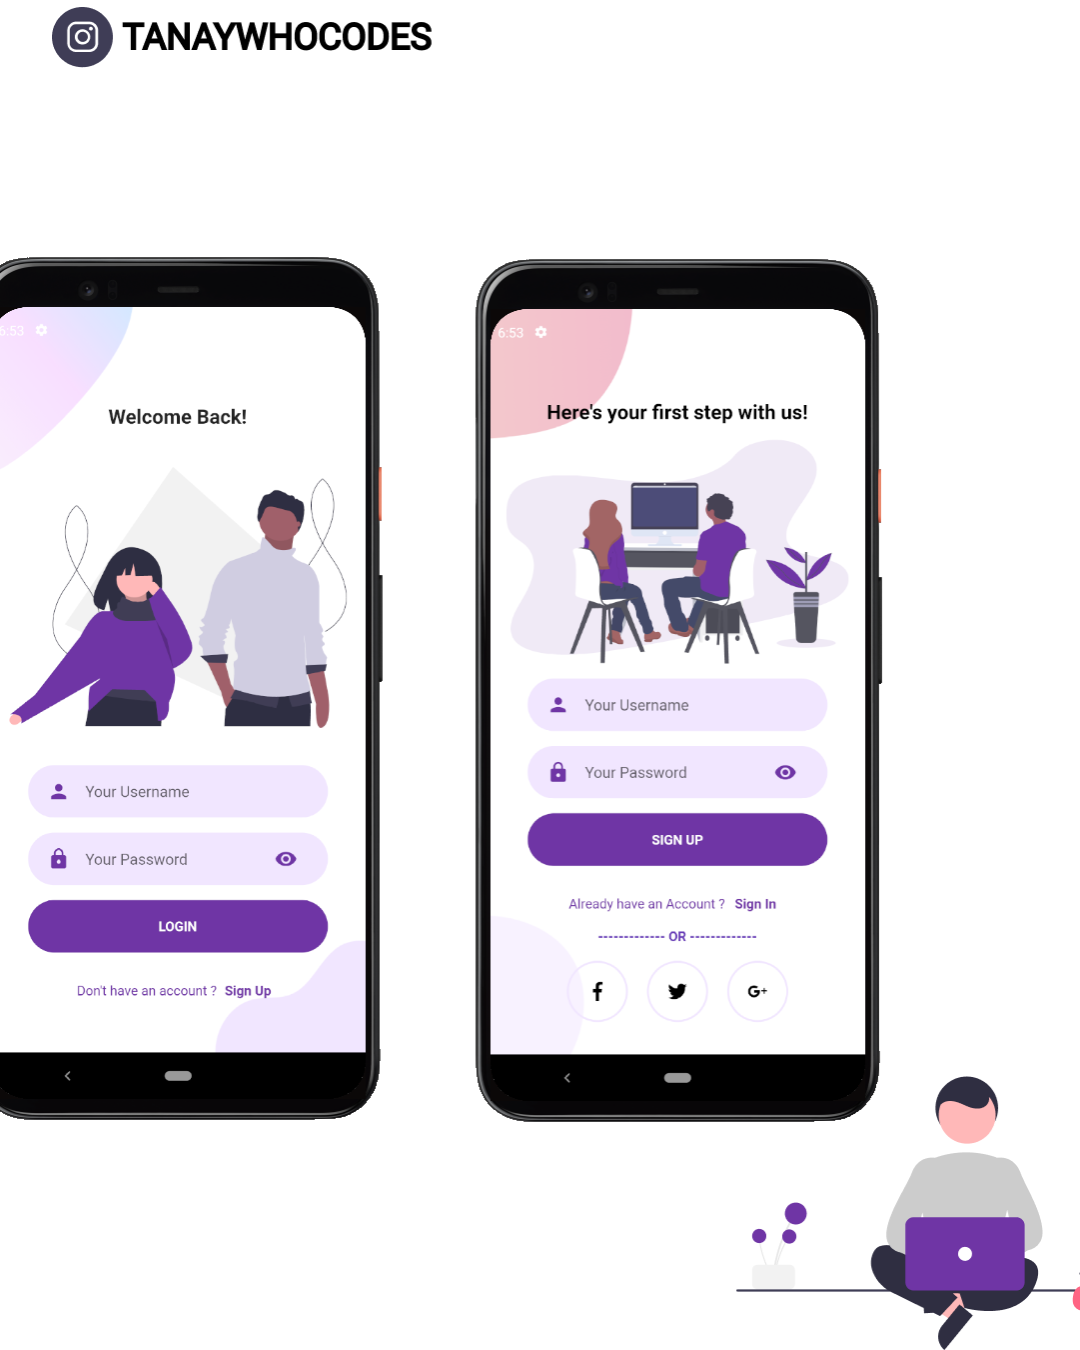 TANAYWHOCODES
6:53
Welcome Back!
Your Username
Your Password
LOGIN
Don't have an account ? Sign Up
6:53
Here's your first step with us!
Your Username
Your Password
SIGN UP
Already have an Account ? Sign In
------------- OR -------------
G+